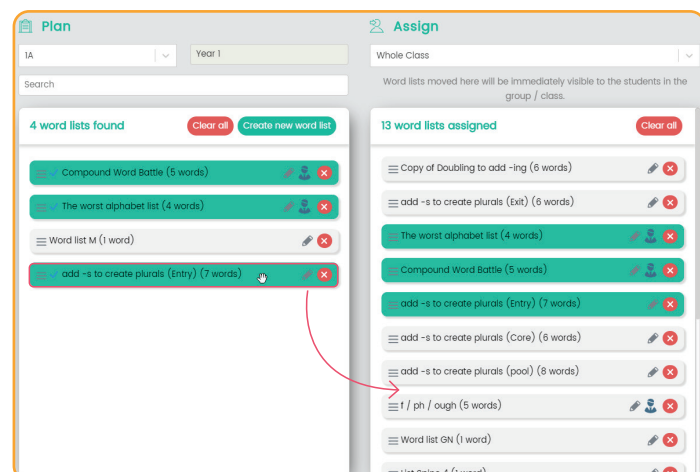 Plan
1A
Year 1
Search
4 word lists found
Clear all
Create new word list
Compound Word Battle (5 words)
The worst alphabet list (4 words)
Word list M (1 word)
add -s to create plurals (Entry) (7 words)
Assign
Whole Class
Word lists moved here will be immediately visible to the students in the
group / class.
13 word lists assigned
Clear all
Copy of Doubling to add -ing (6 words)
add -s to create plurals (Exit) (6 words)
The worst alphabet list (4 words)
Compound Word Battle (5 words)
add -s to create plurals (Entry) (7 words)
add -s to create plurals (Core) (6 words)
add -s to create plurals (pool) (8 words)
f / ph / ough (5 words)
Word list GN (1 word)